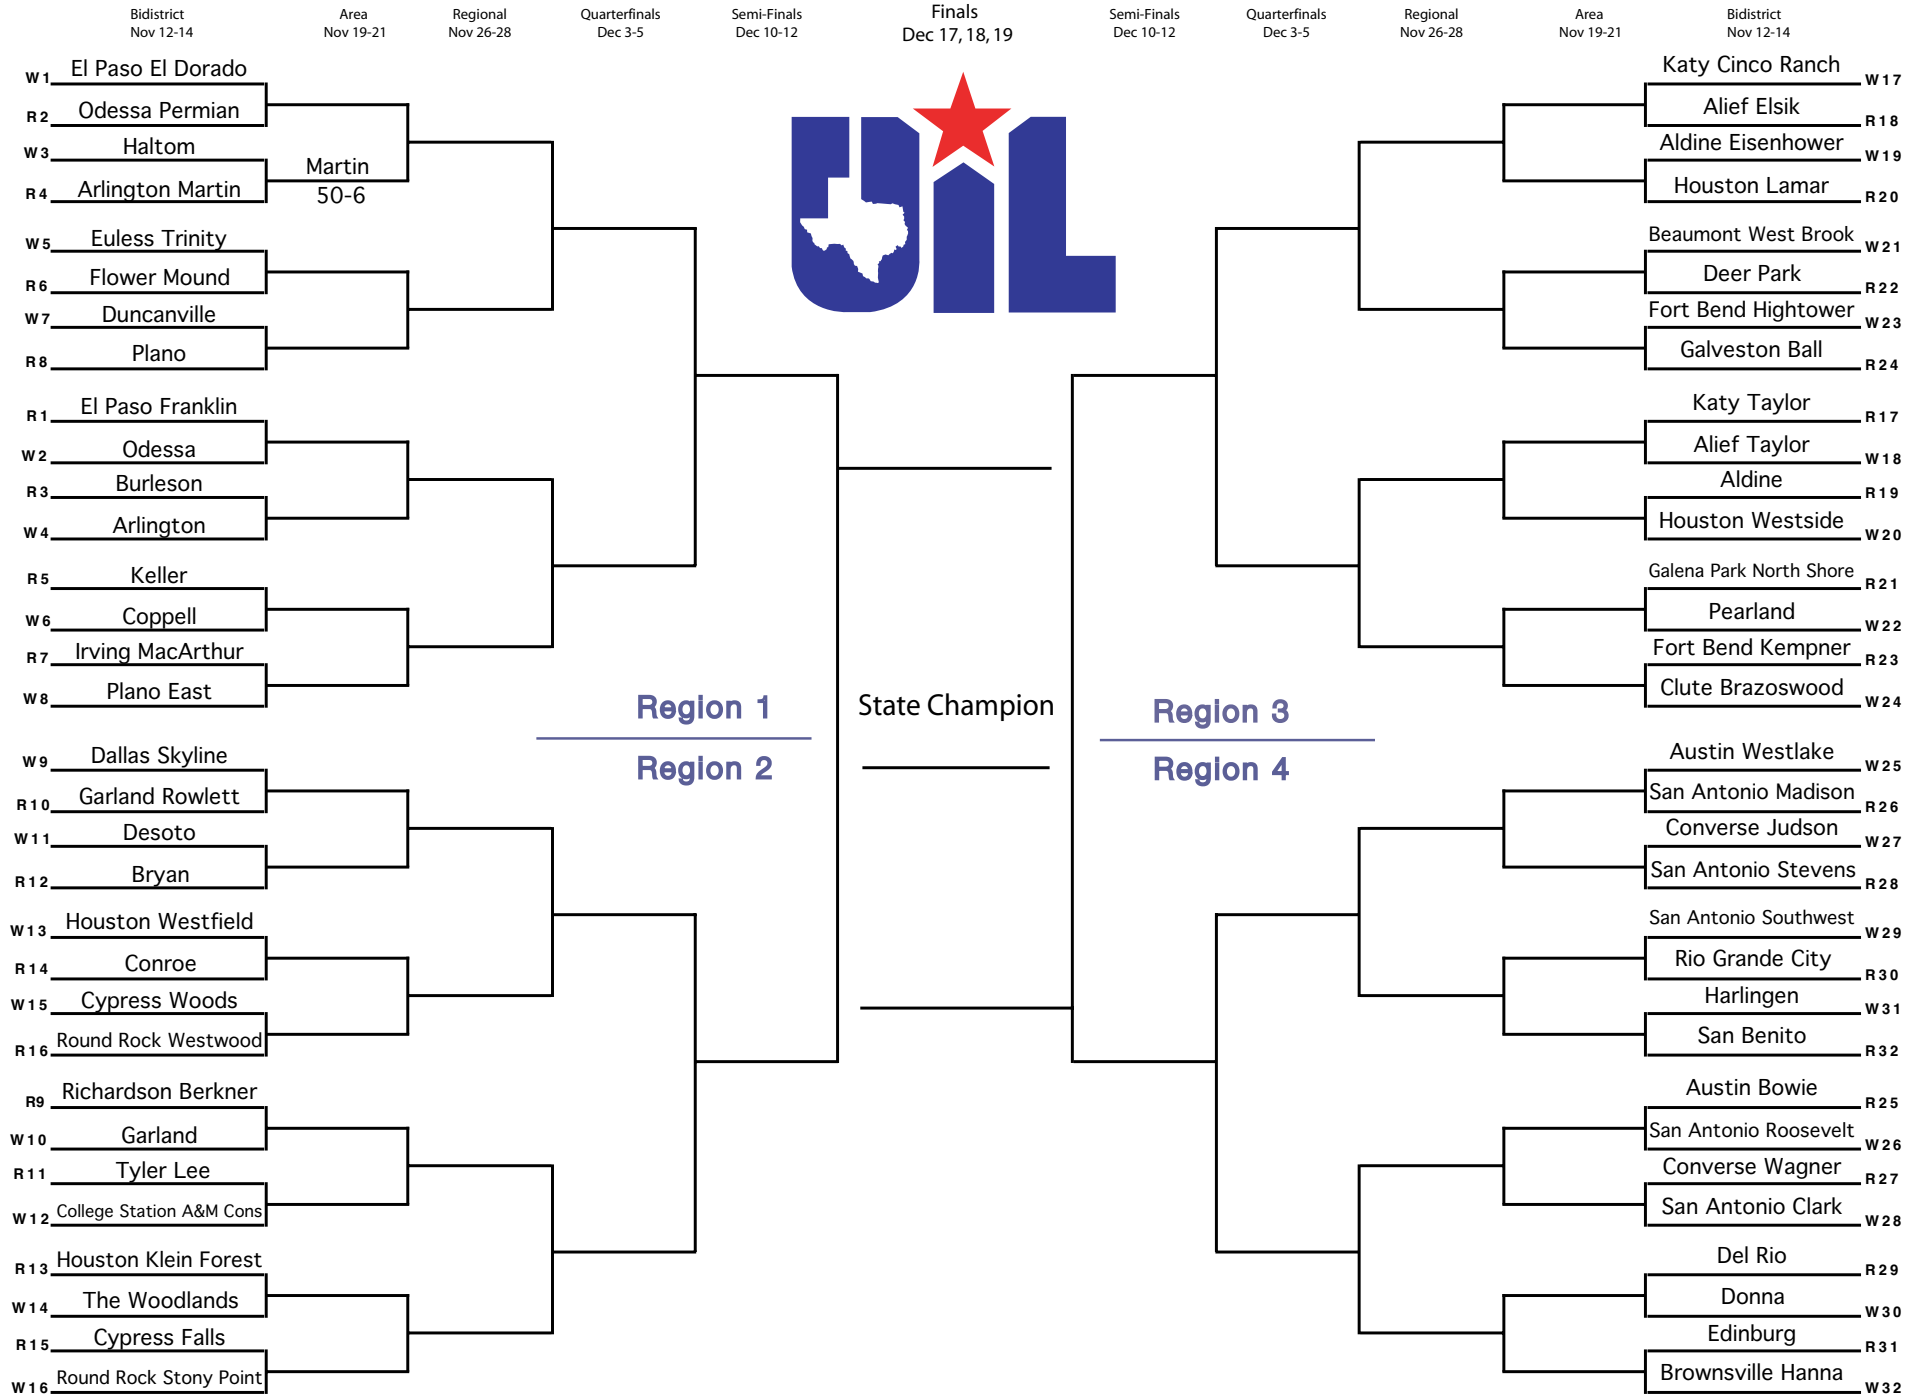 Bidistrict
Nov 12-14
Area
Nov 19-21
Regional
Nov 26-28
Quarterfinals
Dec 3-5
Semi-Finals
Dec 10-12
Finals
Dec 17, 18, 19
Semi-Finals
Dec 10-12
Quarterfinals
Dec 3-5
Regional
Nov 26-28
Area
Nov 19-21
Bidistrict
Nov 12-14
UIL
W1 El Paso El Dorado
R2 Odessa Permian
W3 Haltom
R4 Arlington Martin
Martin
50-6
W5 Euless Trinity
R6 Flower Mound
W7 Duncanville
R8 Plano
R1 El Paso Franklin
W2 Odessa
R3 Burleson
W4 Arlington
R5 Keller
W6 Coppell
R7 Irving MacArthur
W8 Plano East
Region 1
Region 2
W9 Dallas Skyline
R10 Garland Rowlett
W11 Desoto
R12 Bryan
W13 Houston Westfield
R14 Conroe
W15 Cypress Woods
R16 Round Rock Westwood
R9 Richardson Berkner
W10 Garland
R11 Tyler Lee
W12 College Station A&M Cons
R13 Houston Klein Forest
W14 The Woodlands
R15 Cypress Falls
W16 Round Rock Stony Point
State Champion
Katy Cinco Ranch W17
Alief Elsik R18
Aldine Eisenhower W19
Houston Lamar R20
Beaumont West Brook W21
Deer Park R22
Fort Bend Hightower W23
Galveston Ball R24
Katy Taylor R17
Alief Taylor W18
Aldine R19
Houston Westside W20
Galena Park North Shore R21
Pearland W22
Fort Bend Kempner R23
Clute Brazoswood W24
Region 3
Region 4
Austin Westlake W25
San Antonio Madison R26
Converse Judson W27
San Antonio Stevens R28
San Antonio Southwest W29
Rio Grande City R30
Harlingen W31
San Benito R32
Austin Bowie R25
San Antonio Roosevelt W26
Converse Wagner R27
San Antonio Clark W28
Del Rio R29
Donna W30
Edinburg R31
Brownsville Hanna W32